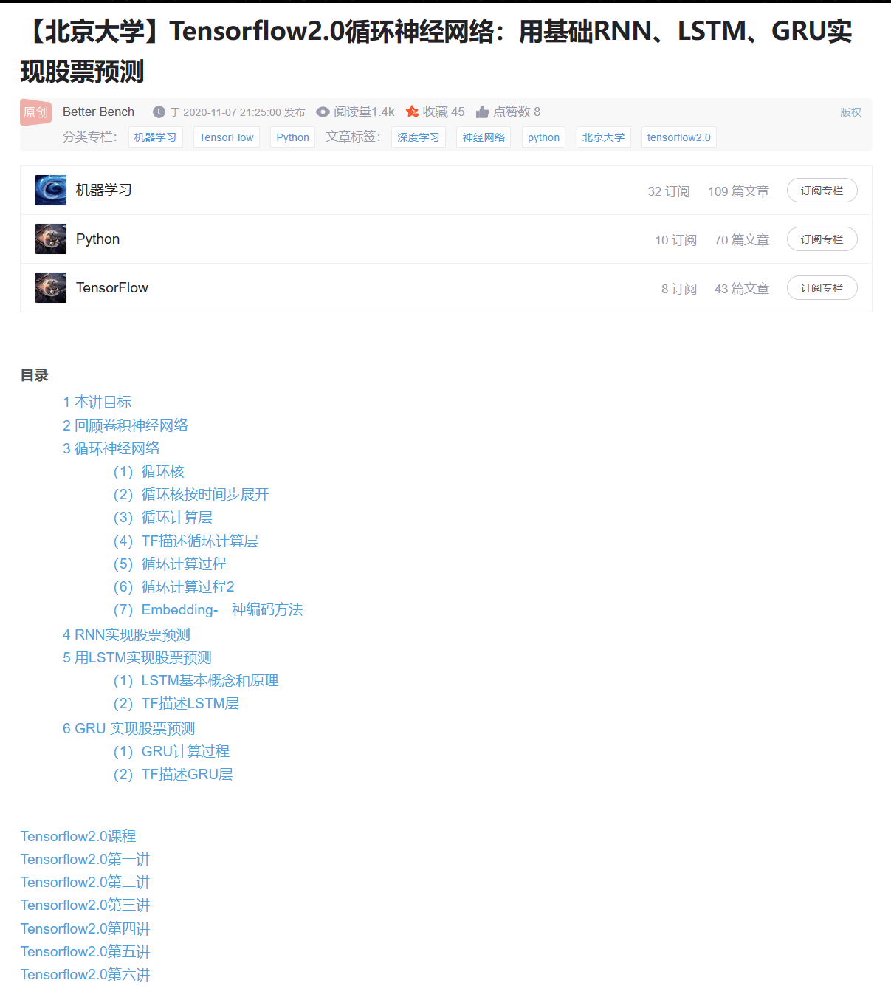 【北京大学】Tensorflow2.0循环神经网络：用基础RNN、LSTM、GRU实
现股票预测
原创 Better Bench 于 2020-11-07 21:25:00 发布 阅读量1.4k 收藏 45 点赞数 8 版权
分类专栏： 机器学习 TensorFlow Python 文章标签： 深度学习 神经网络 python 北京大学 tensorflow2.0
机器学习 32 订阅 109 篇文章 订阅专栏
Python 10 订阅 70 篇文章 订阅专栏
TensorFlow 8 订阅 43 篇文章 订阅专栏
目录
1 本讲目标
2 回顾卷积神经网络
3 循环神经网络
（1）循环核
（2）循环核按时间步展开
（3）循环计算层
（4）TF描述循环计算层
（5）循环计算过程
（6）循环计算过程2
（7）Embedding-一种编码方法
4 RNN实现股票预测
5 用LSTM实现股票预测
（1）LSTM基本概念和原理
（2）TF描述LSTM层
6 GRU 实现股票预测
（1）GRU计算过程
（2）TF描述GRU层
Tensorflow2.0课程
Tensorflow2.0第一讲
Tensorflow2.0第二讲
Tensorflow2.0第三讲
Tensorflow2.0第四讲
Tensorflow2.0第五讲
Tensorflow2.0第六讲